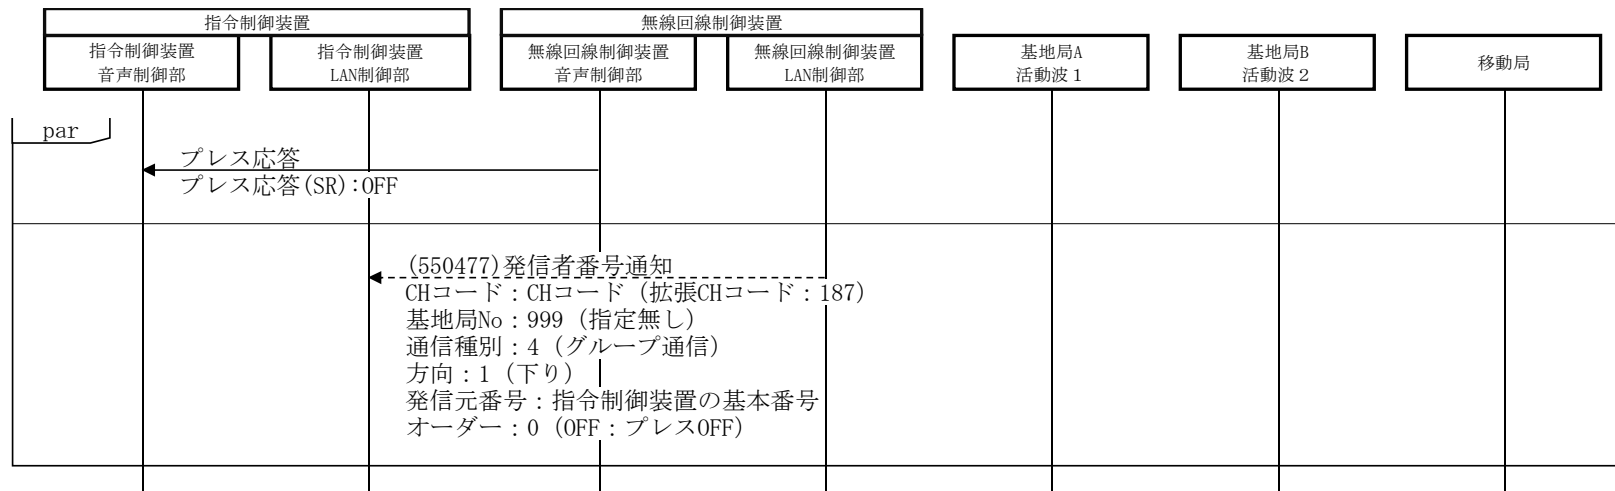 指令制御装置
無線回線制御装置
指令制御装置
音声制御部
指令制御装置
LAN制御部
無線回線制御装置
音声制御部
無線回線制御装置
LAN制御部
基地局A
活動波１
基地局B
活動波２
移動局
par
プレス応答
プレス応答(SR):OFF
(550477)発信者番号通知
CHコード：CHコード（拡張CHコード：187）
基地局No：999（指定無し）
通信種別：4（グループ通信）
方向：1（下り）
発信元番号：指令制御装置の基本番号
オーダー：0（OFF：プレスOFF）